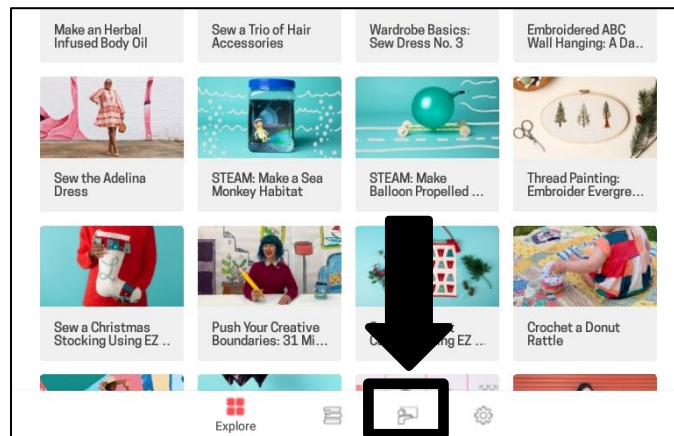 Make an Herbal
Infused Body Oil
Sew a Trio of Hair
Accessories
Wardrobe Basics:
Sew Dress No. 3
Embroidered ABC
Wall Hanging: A Da..
Sew the Adelina
Dress
STEAM: Make a Sea
Monkey Habitat
STEAM: Make
Balloon Propelled ...
Thread Painting:
Embroider Evergre...
Sew a Christmas
Stocking Using EZ ..
Push Your Creative
Boundaries: 31 Mi...
EZ ...
Crochet a Donut
Rattle
Explore